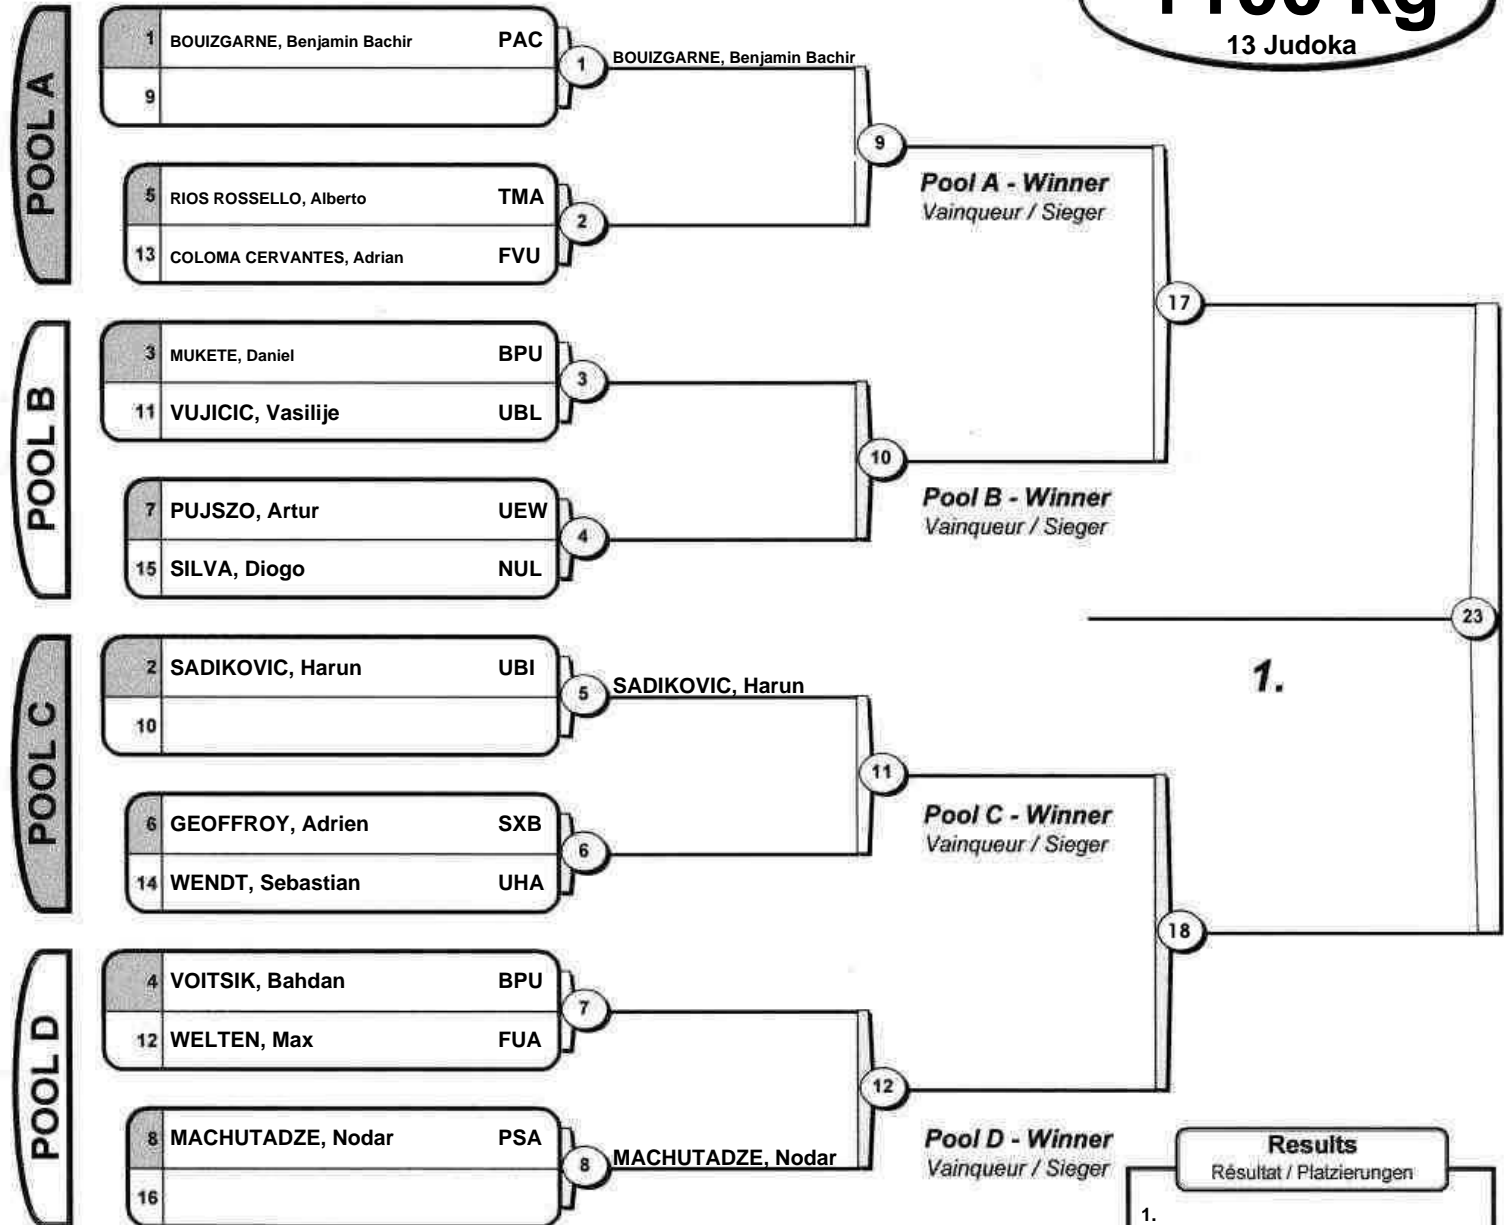 13 Judoka
POOL A
1 BOUIZGARNE, Benjamin Bachir PAC
9
1 BOUIZGARNE, Benjamin Bachir
5 RIOS ROSSELLO, Alberto TMA
13 COLOMA CERVANTES, Adrian FVU
2
9
Pool A - Winner
Vainqueur / Sieger
POOL B
3 MUKETE, Daniel BPU
11 VUJICIC, Vasilije UBL
3
7 PUJSZO, Artur UEW
15 SILVA, Diogo NUL
4
10
Pool B - Winner
Vainqueur / Sieger
17
POOL C
2 SADIKOVIC, Harun UBI
10
5 SADIKOVIC, Harun
6 GEOFFROY, Adrien SXB
14 WENDT, Sebastian UHA
6
11
Pool C - Winner
Vainqueur / Sieger
23
1.
POOL D
4 VOITSIK, Bahdan BPU
12 WELTEN, Max FUA
7
8 MACHUTADZE, Nodar PSA
16
8 MACHUTADZE, Nodar
12
Pool D - Winner
Vainqueur / Sieger
18
Results
Résultat / Platzierungen
1.